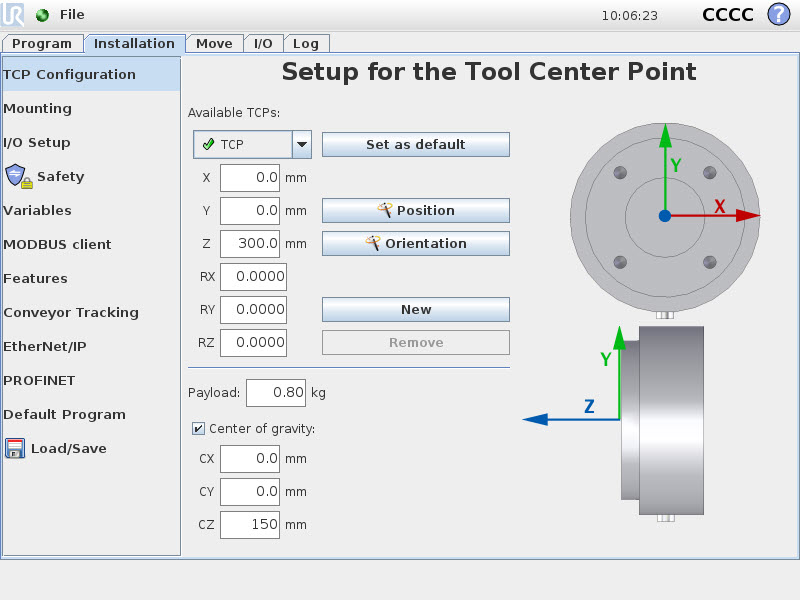 UR File 10:06:23 CCCC ?
Program Installation Move I/O Log
TCP Configuration
Mounting
I/O Setup
Safety
Variables
MODBUS client
Features
Conveyor Tracking
EtherNet/IP
PROFINET
Default Program
Load/Save
Setup for the Tool Center Point
Available TCPs:
TCP Set as default
X 0.0 mm
Y 0.0 mm Position
Z 300.0 mm Orientation
RX 0.0000
RY 0.0000 New
RZ 0.0000 Remove
Payload: 0.80 kg
Center of gravity:
CX 0.0 mm
CY 0.0 mm
CZ 150 mm
Y
X
Y
Z